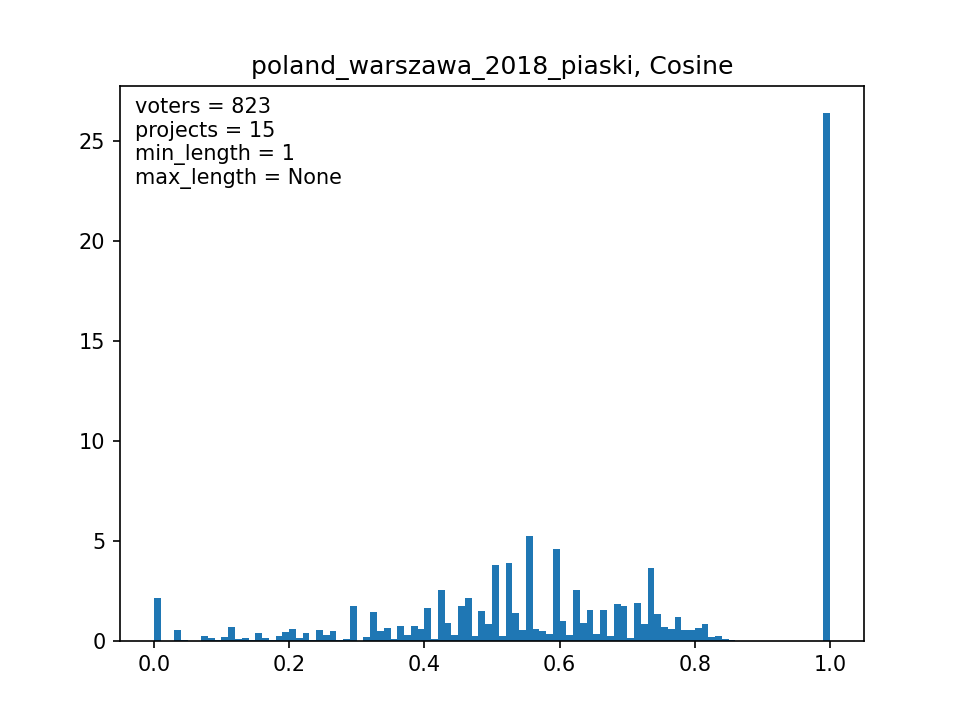 poland_warszawa_2018_piaski, Cosine
voters = 823
projects = 15
min_length = 1
max_length = None
25
20
15
10
5
0
0.0 0.2 0.4 0.6 0.8 1.0